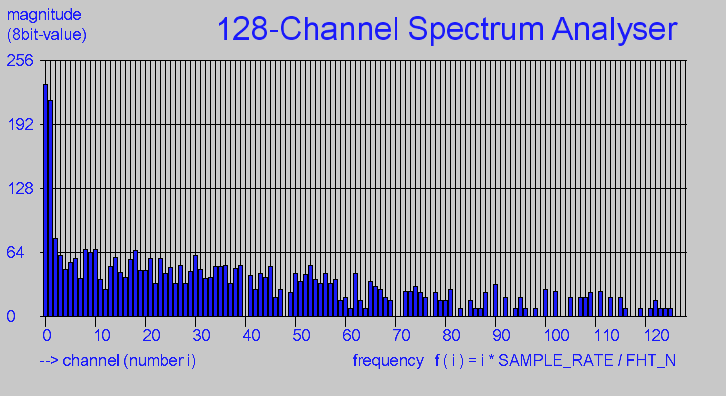 magnitude
(8bit-value)
128-Channel Spectrum Analyser
256
192
128
64
0
0 10 20 30 40 50 60 70 80 90 100 110 120
--> channel (number i)
frequency f ( i ) = i * SAMPLE_RATE / FHT_N